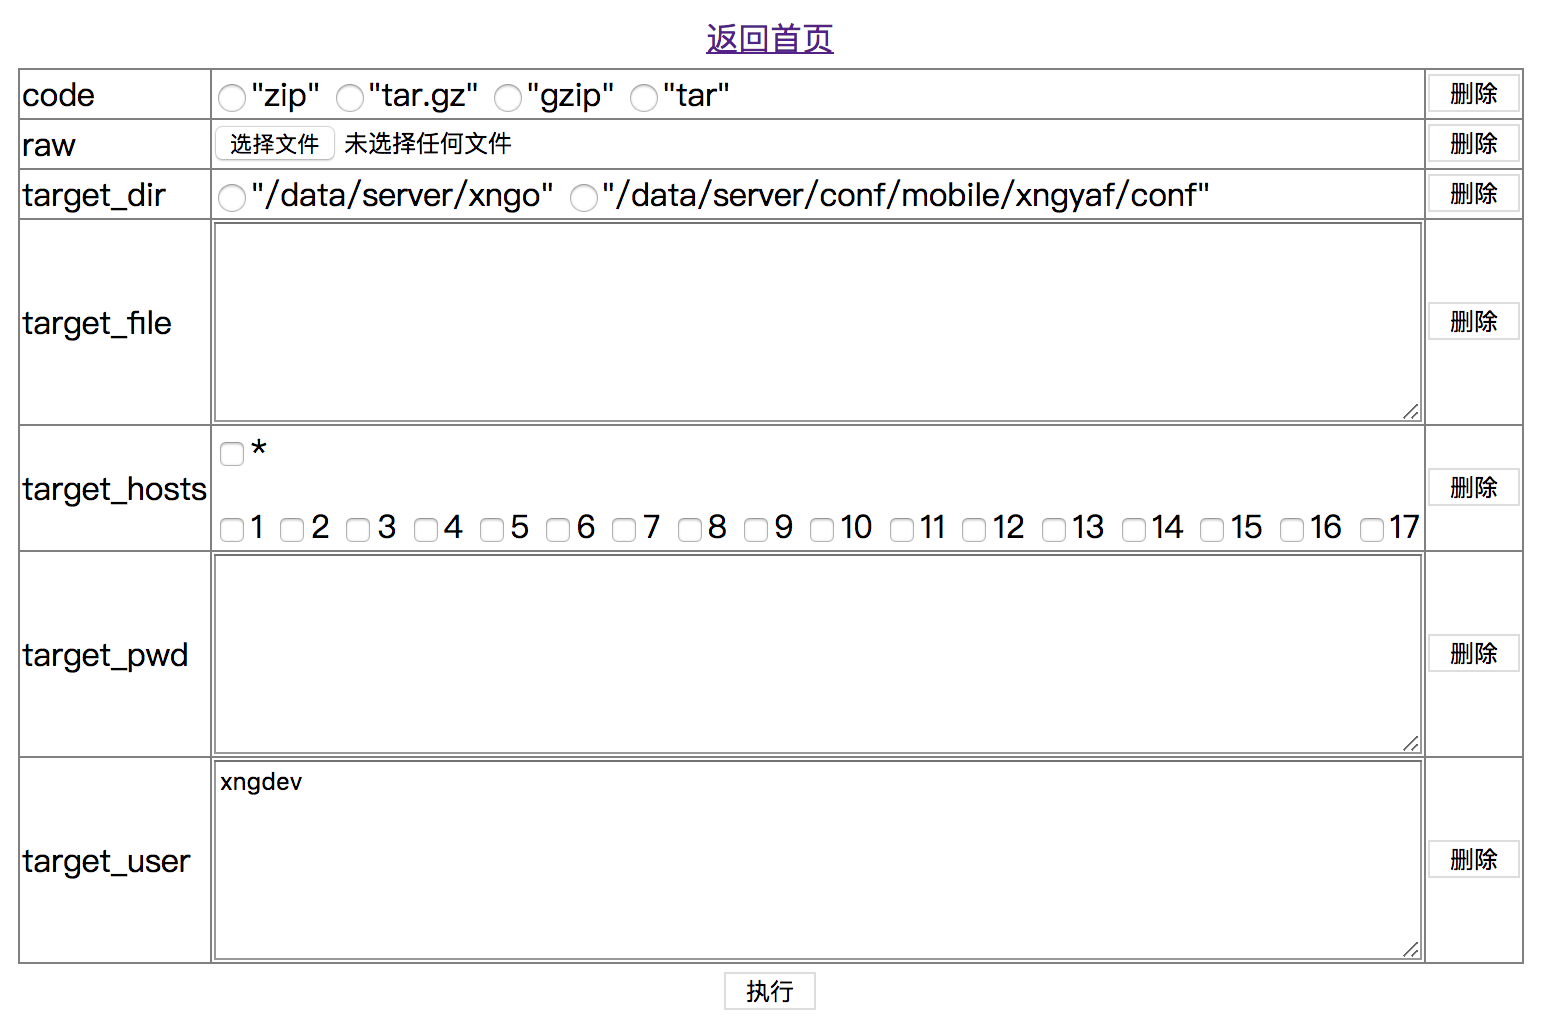 返回首页
code "zip" "tar.gz" "gzip" "tar" 删除
raw 选择文件 未选择任何文件 删除
target_dir "/data/server/xngo" "/data/server/conf/mobile/xngyaf/conf" 删除
target_file 删除
*
target_hosts 删除
1 2 3 4 5 6 7 8 9 10 11 12 13 14 15 16 17
target_pwd 删除
xngdev
target_user 删除
执行